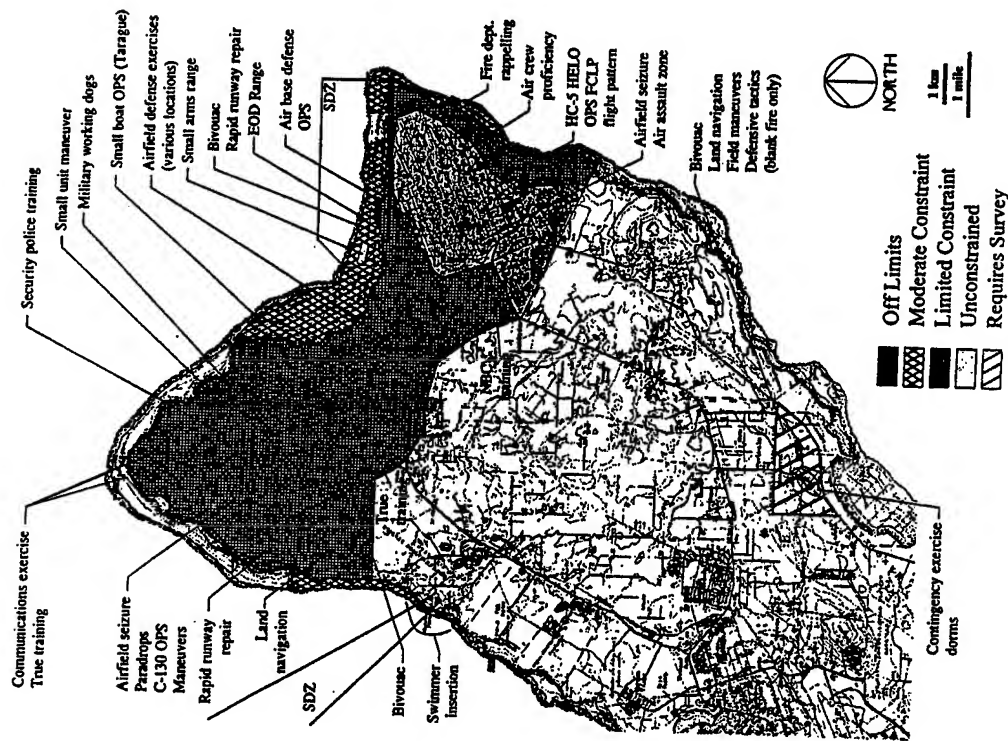 Communications exercise
True training
Security police training
Small unit maneuver
Military working dogs
Small boat OPS (Tarague)
Airfield defense exercises
(various locations)
Small arms range
Bivouac
Rapid runway repair
EOD Range
Air base defense
OPS
SDZ
Fire dept.
rappelling
Air crew
proficiency
HC-5 HELO
OPS FCLP
flight pattern
Airfield seizure
Air assault zone
Bivouac
Land navigation
Field maneuvers
Defensive tactics
(blank fire only)
Airfield seizure
Paradrops
C-130 OPS
Maneuvers
Rapid runway
repair
Land
navigation
SDZ
Bivouac
Swimmer
Insertion
True
training
Contingency exercise
dorms
NORTH
1 km
1 mile
Off Limits
Moderate Constraint
Limited Constraint
Unconstrained
Requires Survey